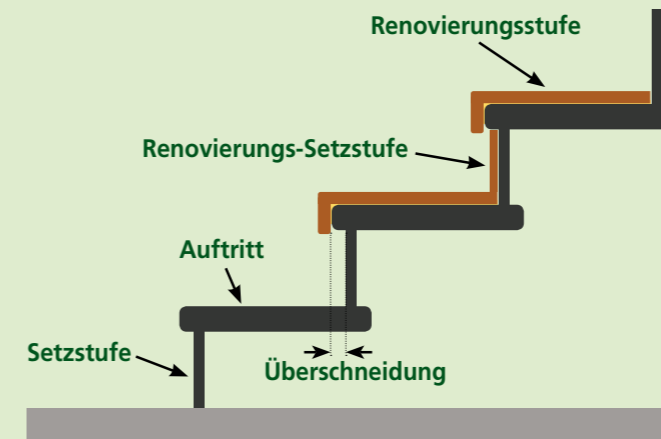 Renovierungsstufe
Renovierungs-Setzstufe
Auftritt
Setzstufe
Überschneidung